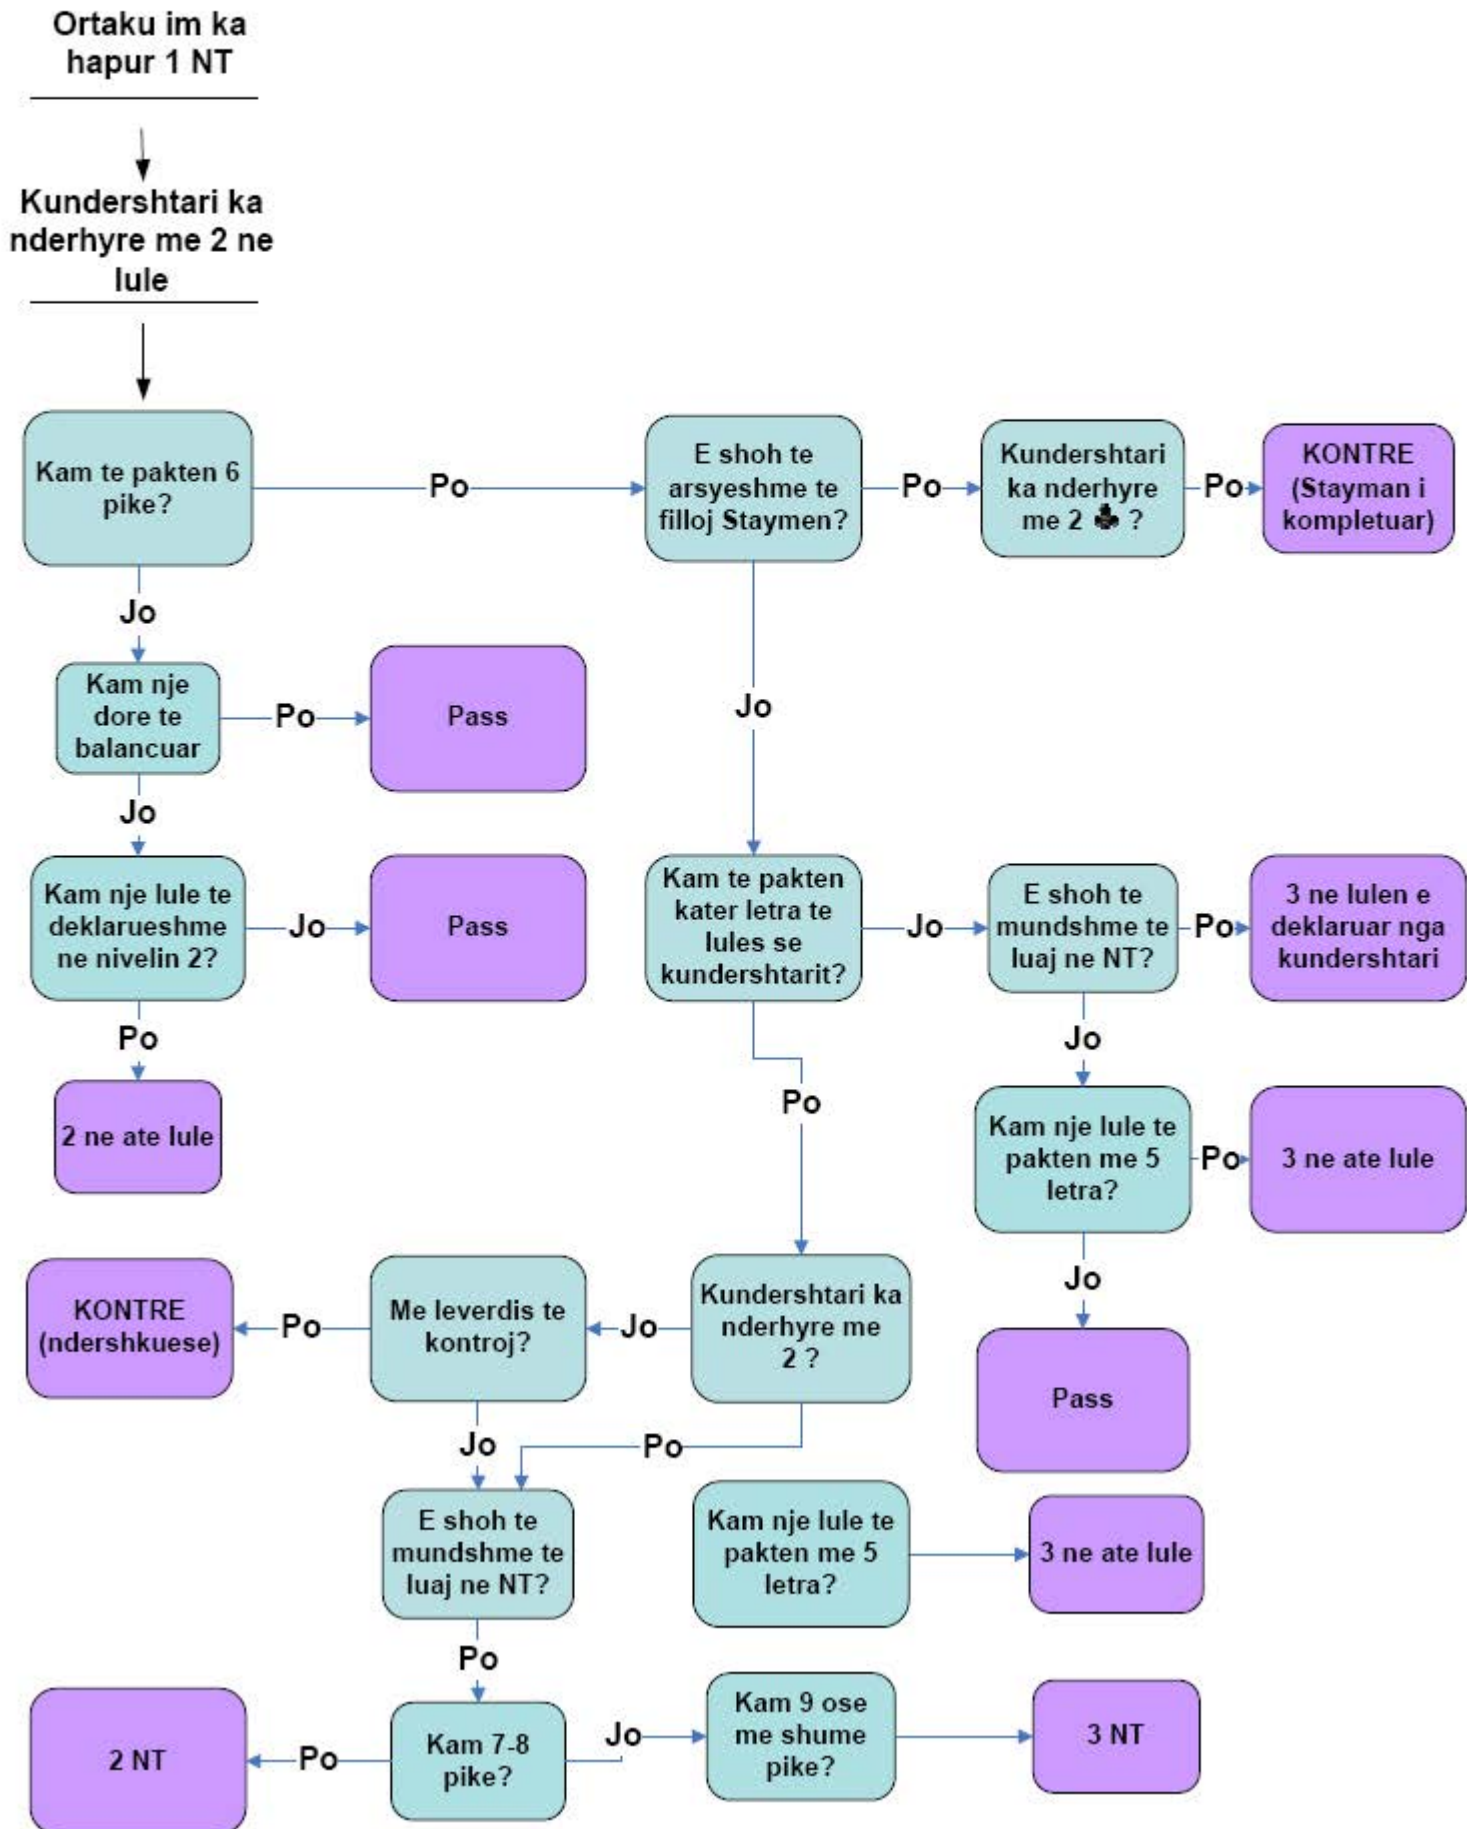 Ortaku im ka
hapur 1 NT
Kundershtari ka
nderhyre me 2 ne
lule
Kam te pakten 6
pike?
Po
E shoh te
arsyeshme te
filloj Staymen?
Po
Kundershtari
ka nderhyre
me 2 ♣ ?
Po
KONTRE
(Stayman i
kompletuar)
Jo
Kam nje
dore te
balancuar
Po
Pass
Jo
Jo
Kam nje lule te
deklarueshme
ne nivelin 2?
Jo
Pass
Kam te pakten
kater letra te
lules se
kundershtarit?
Jo
E shoh te
mundshme te
luaj ne NT?
Po
3 ne lulen e
deklaruar nga
kundershtari
Po
2 ne ate lule
Jo
Po
Kam nje lule te
pakten me 5
letra?
Po
3 ne ate lule
Jo
Pass
KONTRE
(ndershkuese)
Po
Me leverdis te
kontroj?
Jo
Kundershtari ka
nderhyre me
2 ?
Jo
Po
E shoh te
mundshme te
luaj ne NT?
Kam nje lule te
pakten me 5
letra?
3 ne ate lule
Po
2 NT
Po
Kam 7-8
pike?
Jo
Kam 9 ose
me shume
pike?
3 NT